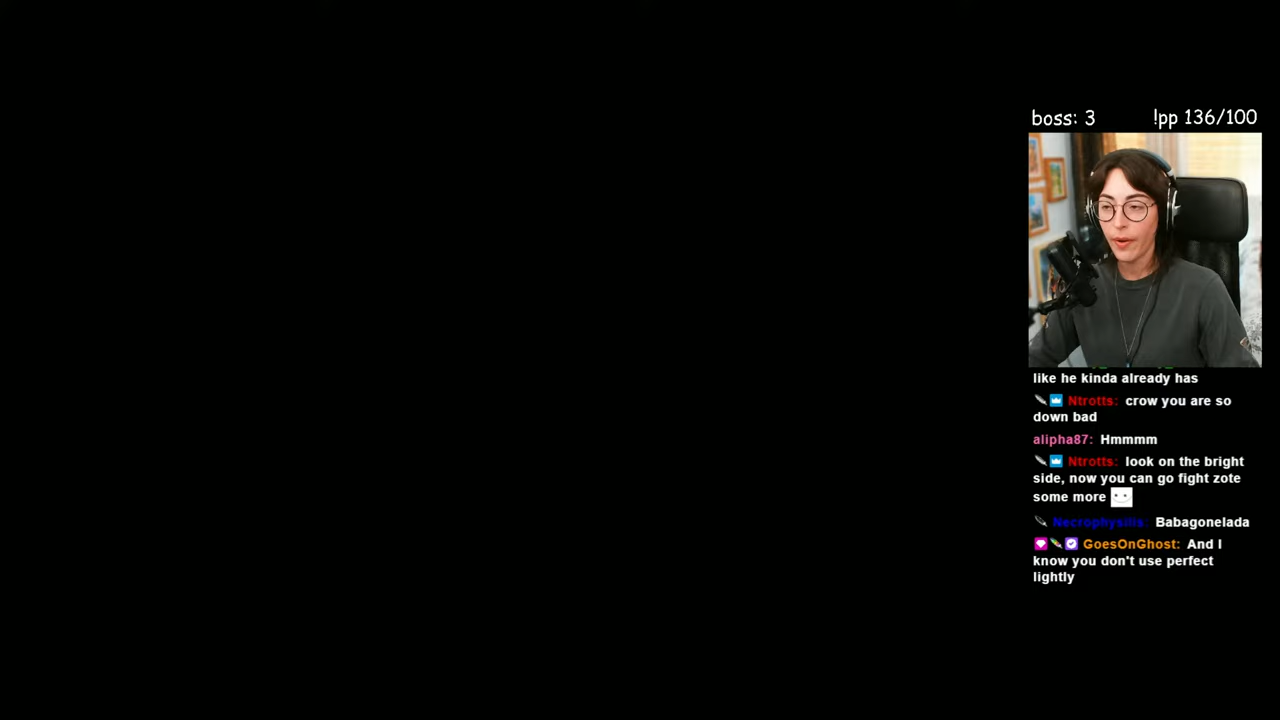 boss: 3 !pp 136/100
like he kinda already has
Ntrotts: crow you are so
down bad
alipha87: Hmmmm
Ntrotts: look on the bright
side, now you can go fight zote
some more
Necrophysilis: Babagonelada
GoesOnGhost: And I
know you don't use perfect
lightly